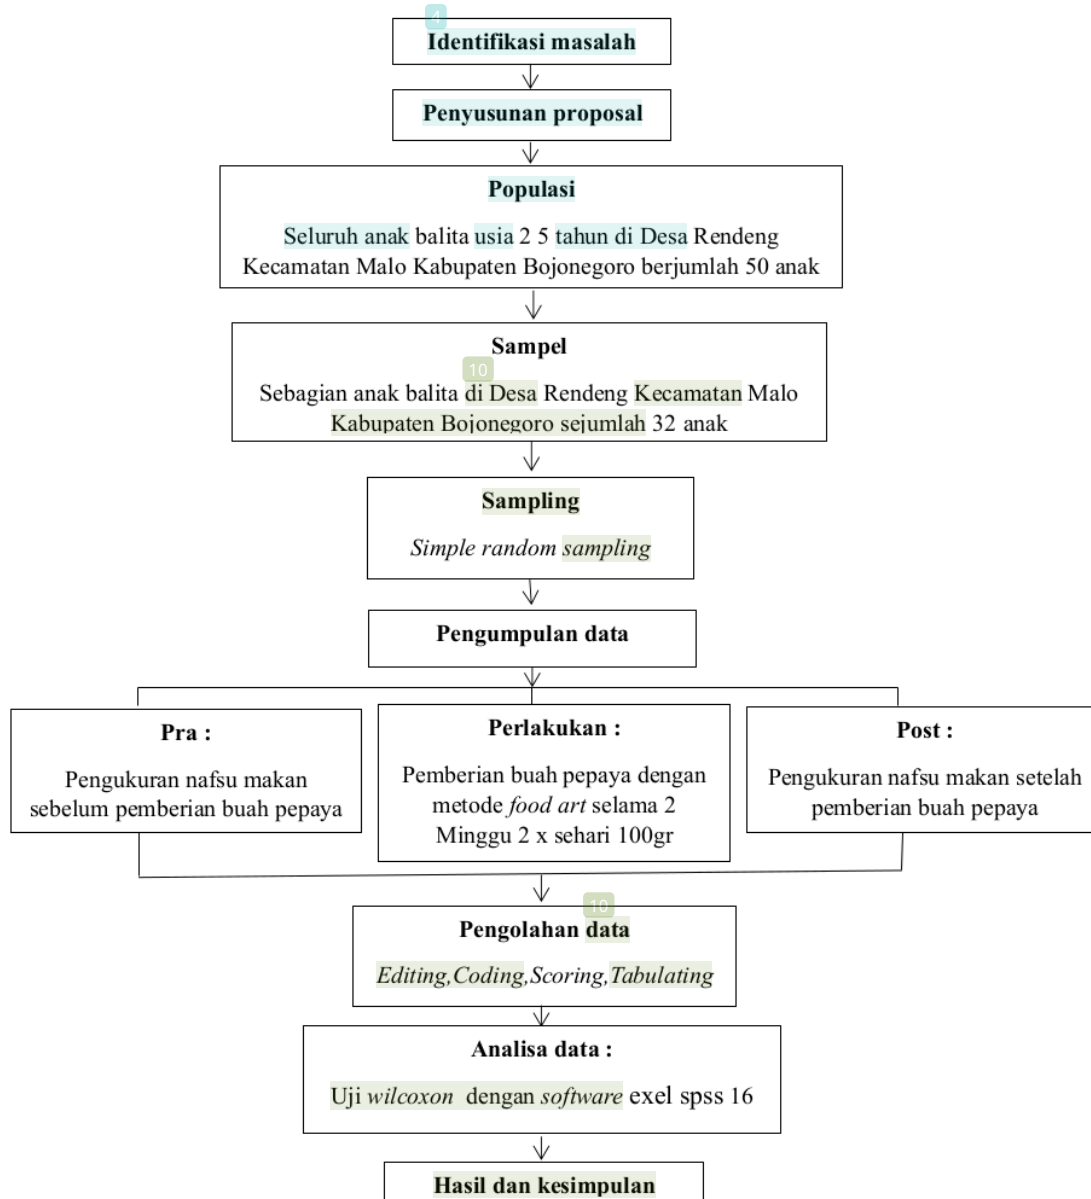 4
Identifikasi masalah
Penyusunan proposal
Populasi
Seluruh anak balita usia 2 5 tahun di Desa Rendeng
Kecamatan Malo Kabupaten Bojonegoro berjumlah 50 anak
Sampel
10
Sebagian anak balita di Desa Rendeng Kecamatan Malo
Kabupaten Bojonegoro sejumlah 32 anak
Sampling
Simple random sampling
Pengumpulan data
Pra :
Pengukuran nafsu makan
sebelum pemberian buah pepaya
Perlakukan :
Pemberian buah pepaya dengan
metode food art selama 2
Minggu 2 x sehari 100gr
Post :
Pengukuran nafsu makan setelah
pemberian buah pepaya
10
Pengolahan data
Editing,Coding,Scoring,Tabulating
Analisa data :
Uji wilcoxon dengan software exel spss 16
Hasil dan kesimpulan